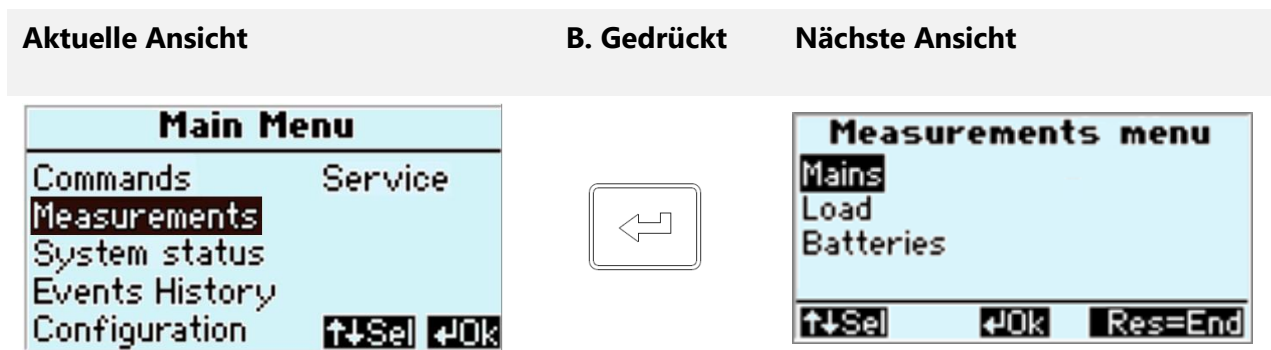 Aktuelle Ansicht B. Gedrückt Nächste Ansicht
Main Menu
Commands Service
Measurements
System status
Events History
Configuration ↑↓Sel ↵Ok
Measurements menu
Mains
Load
Batteries
↑↓Sel ↵Ok Res=End